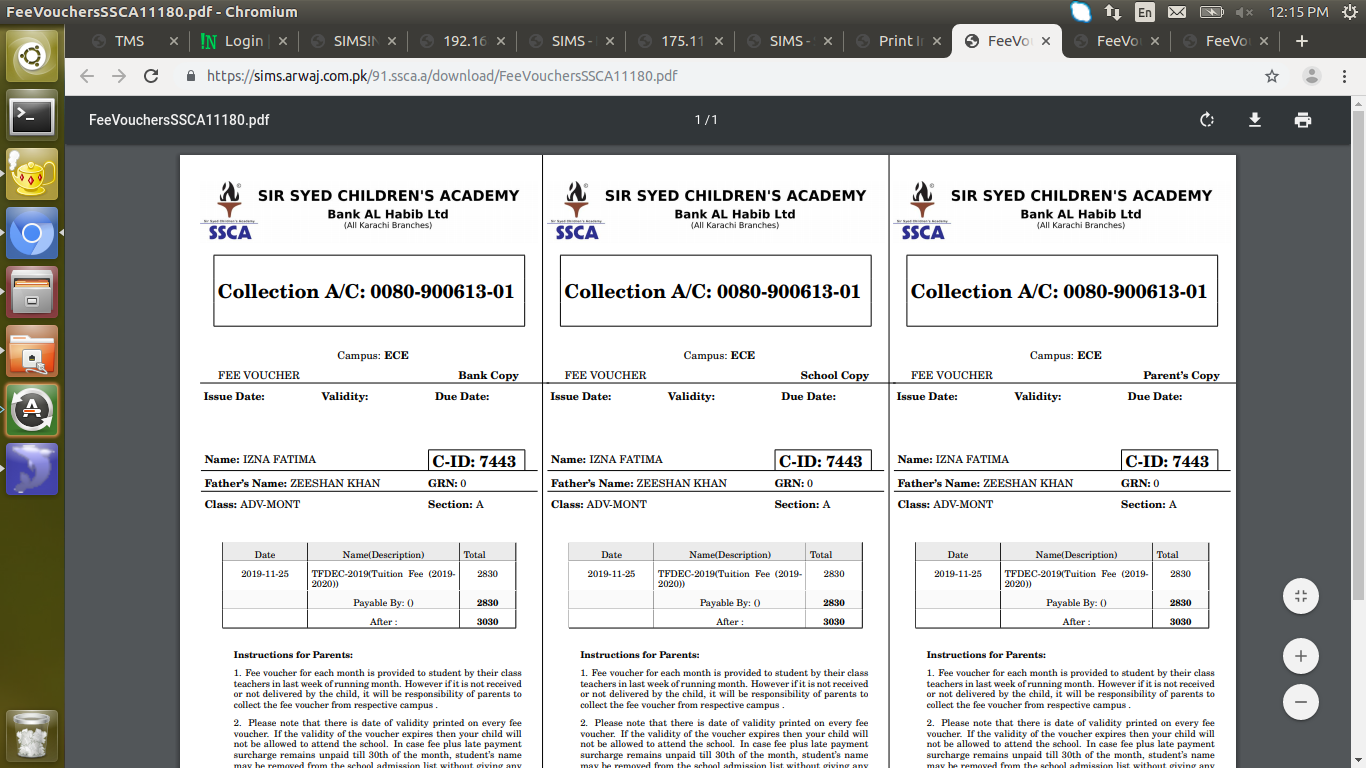 FeeVouchersSSCA11180.pdf - Chromium
En
12:15 PM
TMS
!N Login
SIMS!N
192.16
SIMS -
175.11
SIMS -
Print I
FeeVo
FeeVo
FeeVo
https://sims.arwaj.com.pk/91.ssca.a/download/FeeVouchersSSCA11180.pdf
FeeVouchersSSCA11180.pdf
1 / 1
SIR SYED CHILDREN'S ACADEMY
Bank AL Habib Ltd
(All Karachi Branches)
Sir Syed Children's Academy
SSCA
Collection A/C: 0080-900613-01
Campus: ECE
FEE VOUCHER Bank Copy
Issue Date: Validity: Due Date:
Name: IZNA FATIMA C-ID: 7443
Father's Name: ZEESHAN KHAN GRN: 0
Class: ADV-MONT Section: A
Date Name(Description) Total
2019-11-25 TFDEC-2019(Tuition Fee (2019- 2830
2020))
Payable By: () 2830
After : 3030
Instructions for Parents:
1. Fee voucher for each month is provided to student by their class
teachers in last week of running month. However if it is not received
or not delivered by the child, it will be responsibility of parents to
collect the fee voucher from respective campus .
2. Please note that there is date of validity printed on every fee
voucher. If the validity of the voucher expires then your child will
not be allowed to attend the school. In case fee plus late payment
surcharge remains unpaid till 30th of the month, student's name
may be removed from the school admission list without giving any
SIR SYED CHILDREN'S ACADEMY
Bank AL Habib Ltd
(All Karachi Branches)
Sir Syed Children's Academy
SSCA
Collection A/C: 0080-900613-01
Campus: ECE
FEE VOUCHER School Copy
Issue Date: Validity: Due Date:
Name: IZNA FATIMA C-ID: 7443
Father's Name: ZEESHAN KHAN GRN: 0
Class: ADV-MONT Section: A
Date Name(Description) Total
2019-11-25 TFDEC-2019(Tuition Fee (2019- 2830
2020))
Payable By: () 2830
After : 3030
Instructions for Parents:
1. Fee voucher for each month is provided to student by their class
teachers in last week of running month. However if it is not received
or not delivered by the child, it will be responsibility of parents to
collect the fee voucher from respective campus .
2. Please note that there is date of validity printed on every fee
voucher. If the validity of the voucher expires then your child will
not be allowed to attend the school. In case fee plus late payment
surcharge remains unpaid till 30th of the month, student's name
may be removed from the school admission list without giving any
SIR SYED CHILDREN'S ACADEMY
Bank AL Habib Ltd
(All Karachi Branches)
Sir Syed Children's Academy
SSCA
Collection A/C: 0080-900613-01
Campus: ECE
FEE VOUCHER Parent's Copy
Issue Date: Validity: Due Date:
Name: IZNA FATIMA C-ID: 7443
Father's Name: ZEESHAN KHAN GRN: 0
Class: ADV-MONT Section: A
Date Name(Description) Total
2019-11-25 TFDEC-2019(Tuition Fee (2019- 2830
2020))
Payable By: () 2830
After : 3030
Instructions for Parents:
1. Fee voucher for each month is provided to student by their class
teachers in last week of running month. However if it is not received
or not delivered by the child, it will be responsibility of parents to
collect the fee voucher from respective campus .
2. Please note that there is date of validity printed on every fee
voucher. If the validity of the voucher expires then your child will
not be allowed to attend the school. In case fee plus late payment
surcharge remains unpaid till 30th of the month, student's name
may be removed from the school admission list without giving any